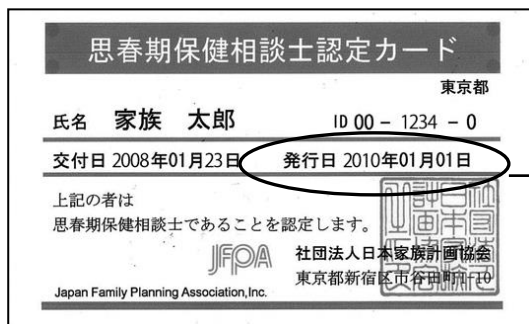 思春期保健相談士認定カード
東京都
氏名 家族 太郎 ID 00 − 1234 − 0
交付日 2008年01月23日 発行日 2010年01月01日
上記の者は
思春期保健相談士であることを認定します。
JFPA 社団法人日本家族計画協会
東京都新宿区市谷田町1-10
Japan Family Planning Association,Inc.